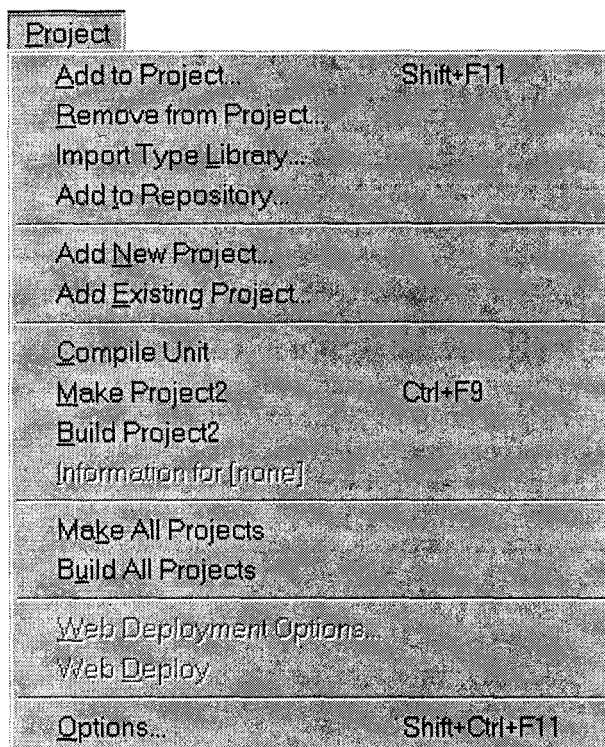 Project
Add to Project... Shift+F11
Remove from Project...
Import Type Library...
Add to Repository...
Add New Project...
Add Existing Project...
Compile Unit
Make Project2 Ctrl+F9
Build Project2
Information for [none]
Make All Projects
Build All Projects
Web Deployment Options...
Web Deploy
Options... Shift+Ctrl+F11